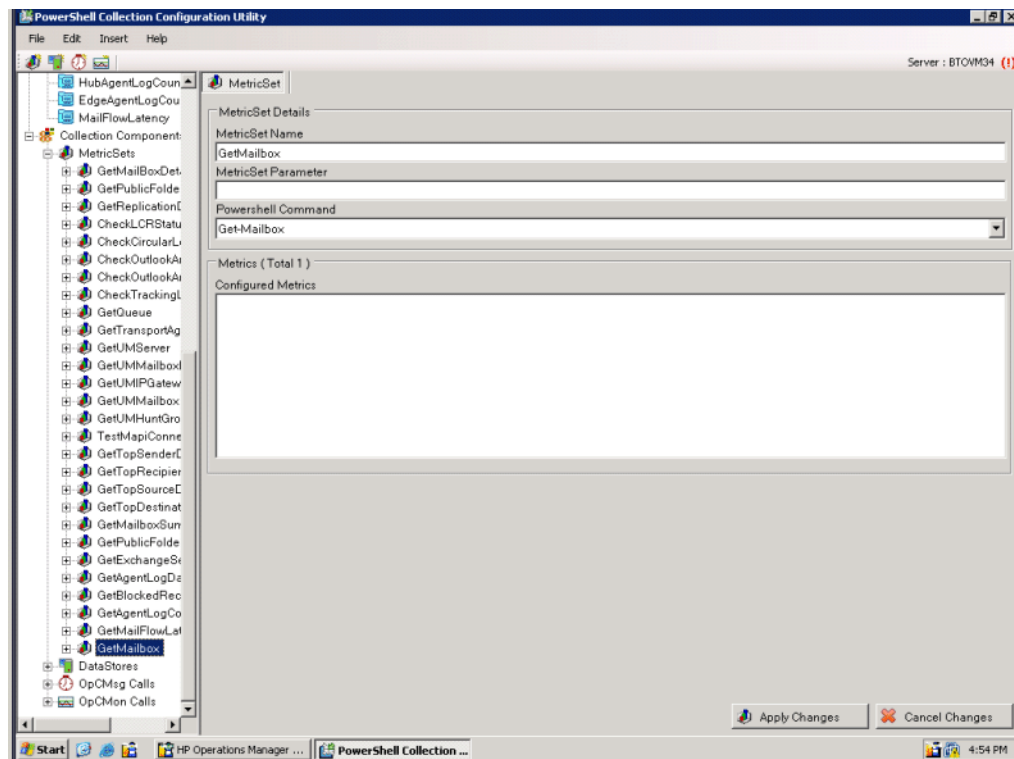 PowerShell Collection Configuration Utility
File Edit Insert Help
Server : BTOVM34 (!)
HubAgentLogCoun
EdgeAgentLogCou
MailFlowLatency
Collection Component
MetricSets
GetMailBoxDet
GetPublicFolde
GetReplication
CheckLCRStatu
CheckCircularL
CheckOutlookA
CheckOutlookA
CheckTrackingL
GetQueue
GetTransportAg
GetUMServer
GetUMMailbox
GetUMIPGatew
GetUMMailbox
GetUMHuntGro
TestMapiConne
GetTopSender
GetTopRecipier
GetTopSource
GetTopDestinat
GetMailboxSum
GetPublicFolde
GetExchangeSe
GetAgentLogDa
GetBlockedRec
GetAgentLogCo
GetMailFlowLat
GetMailbox
DataStores
OpCMsg Calls
OpCMon Calls
MetricSet
MetricSet Details
MetricSet Name
GetMailbox
MetricSet Parameter
Powershell Command
Get-Mailbox
Metrics ( Total 1 )
Configured Metrics
Apply Changes
Cancel Changes
Start
HP Operations Manager ...
PowerShell Collection ...
4:54 PM